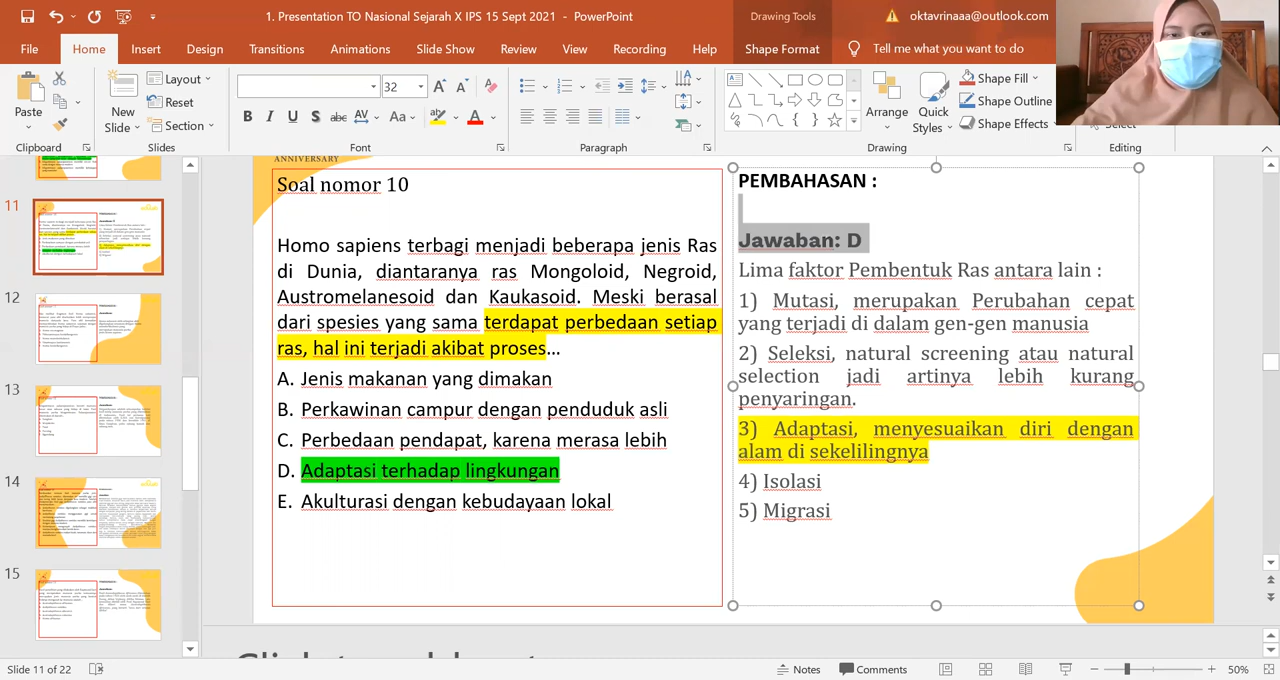 1. Presentation TO Nasional Sejarah X IPS 15 Sept 2021 - PowerPoint
Drawing Tools
oktavrinaaa@outlook.com
File Home Insert Design Transitions Animations Slide Show Review View Recording Help Shape Format Tell me what you want to do
Paste
Clipboard
New Slide
Layout
Reset
Section
Slides
32
B I U S abc AV Aa A
Font
Paragraph
Arrange
Quick Styles
Shape Fill
Shape Outline
Shape Effects
Drawing
Select
Editing
11
12
13
14
15
ANNIVERSARY
Soal nomor 10
Homo sapiens terbagi menjadi beberapa jenis Ras
di Dunia, diantaranya ras Mongoloid, Negroid,
Austromelanesoid dan Kaukasoid. Meski berasal
dari spesies yang sama terdapat perbedaan setiap
ras, hal ini terjadi akibat proses...
A. Jenis makanan yang dimakan
B. Perkawinan campur dengan penduduk asli
C. Perbedaan pendapat, karena merasa lebih
D. Adaptasi terhadap lingkungan
E. Akulturasi dengan kebudayaan lokal
PEMBAHASAN :
Jawaban: D
Lima faktor Pembentuk Ras antara lain :
1) Mutasi, merupakan Perubahan cepat
yang terjadi di dalam gen-gen manusia
2) Seleksi, natural screening atau natural
selection jadi artinya lebih kurang
penyaringan.
3) Adaptasi, menyesuaikan diri dengan
alam di sekelilingnya
4) Isolasi
5) Migrasi
Slide 11 of 22
Notes
Comments
50%